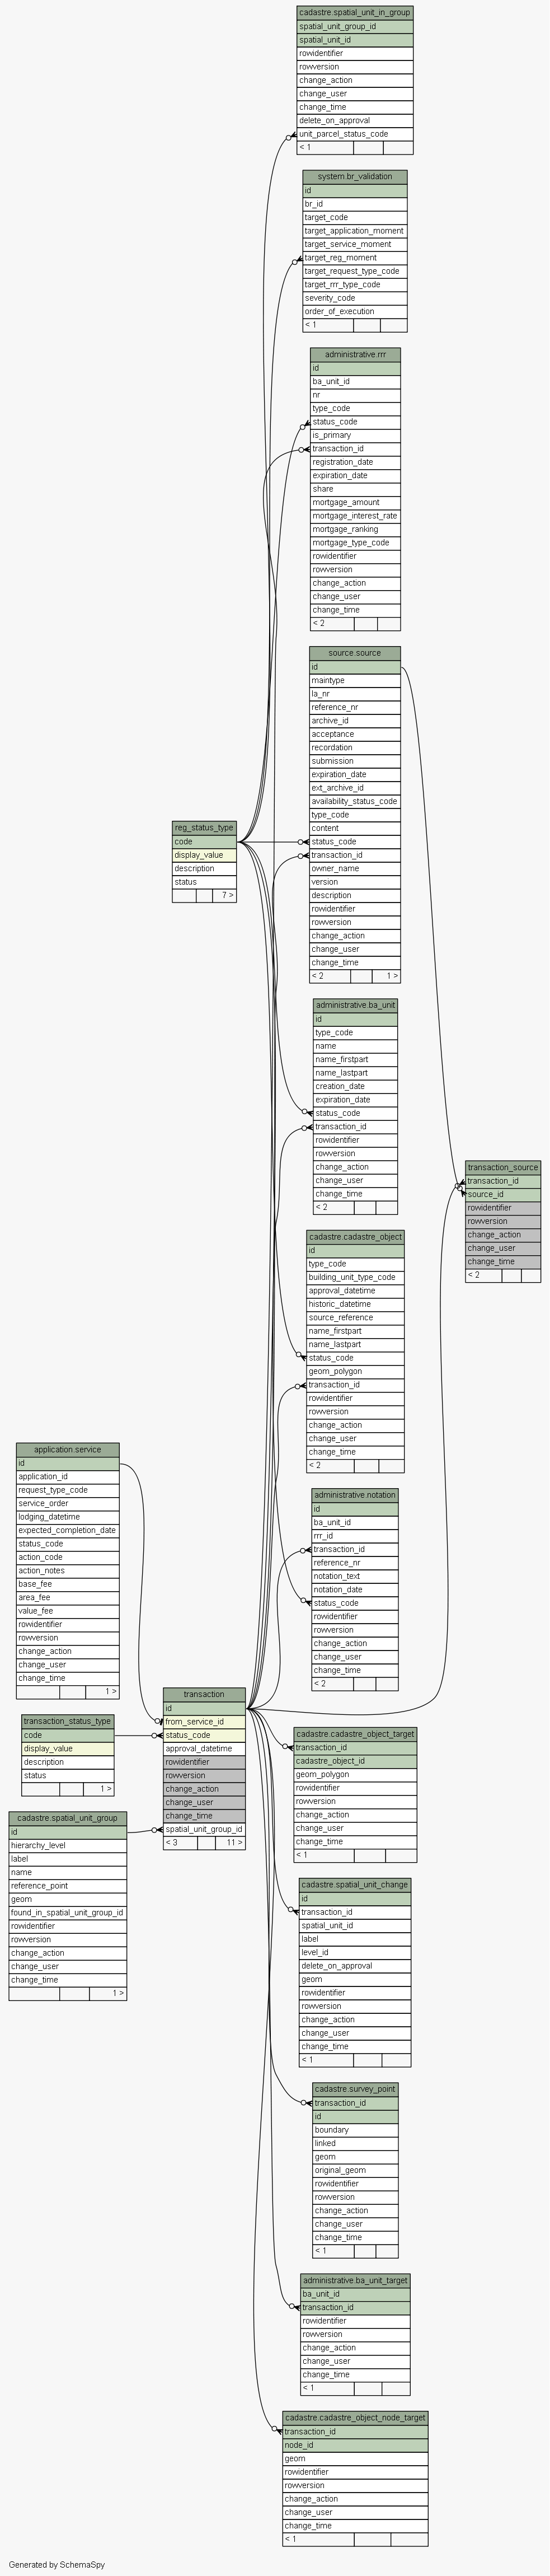 cadastre.spatial_unit_in_group
spatial_unit_group_id
spatial_unit_id
rowidentifier
rowversion
change_action
change_user
change_time
delete_on_approval
unit_parcel_status_code
< 1
system.br_validation
id
br_id
target_code
target_application_moment
target_service_moment
target_reg_moment
target_request_type_code
target_rrr_type_code
severity_code
order_of_execution
< 1
administrative.rrr
id
ba_unit_id
nr
type_code
status_code
is_primary
transaction_id
registration_date
expiration_date
share
mortgage_amount
mortgage_interest_rate
mortgage_ranking
mortgage_type_code
rowidentifier
rowversion
change_action
change_user
change_time
< 2
source.source
id
maintype
la_nr
reference_nr
archive_id
acceptance
recordation
submission
expiration_date
ext_archive_id
availability_status_code
type_code
content
status_code
transaction_id
owner_name
version
description
rowidentifier
rowversion
change_action
change_user
change_time
< 2 1 >
reg_status_type
code
display_value
description
status
7 >
administrative.ba_unit
id
type_code
name
name_firstpart
name_lastpart
creation_date
expiration_date
status_code
transaction_id
rowidentifier
rowversion
change_action
change_user
change_time
< 2
transaction_source
transaction_id
source_id
rowidentifier
rowversion
change_action
change_user
change_time
< 2
cadastre.cadastre_object
id
type_code
building_unit_type_code
approval_datetime
historic_datetime
source_reference
name_firstpart
name_lastpart
status_code
geom_polygon
transaction_id
rowidentifier
rowversion
change_action
change_user
change_time
< 2
application.service
id
application_id
request_type_code
service_order
lodging_datetime
expected_completion_date
status_code
action_code
action_notes
base_fee
area_fee
value_fee
rowidentifier
rowversion
change_action
change_user
change_time
1 >
administrative.notation
id
ba_unit_id
rrr_id
transaction_id
reference_nr
notation_text
notation_date
status_code
rowidentifier
rowversion
change_action
change_user
change_time
< 2
transaction
id
from_service_id
status_code
approval_datetime
rowidentifier
rowversion
change_action
change_user
change_time
spatial_unit_group_id
< 3 11 >
transaction_status_type
code
display_value
description
status
1 >
cadastre.spatial_unit_group
id
hierarchy_level
label
name
reference_point
geom
found_in_spatial_unit_group_id
rowidentifier
rowversion
change_action
change_user
change_time
1 >
cadastre.cadastre_object_target
transaction_id
cadastre_object_id
geom_polygon
rowidentifier
rowversion
change_action
change_user
change_time
< 1
cadastre.spatial_unit_change
id
transaction_id
spatial_unit_id
label
level_id
delete_on_approval
geom
rowidentifier
rowversion
change_action
change_user
change_time
< 1
cadastre.survey_point
transaction_id
id
boundary
linked
geom
original_geom
rowidentifier
rowversion
change_action
change_user
change_time
< 1
administrative.ba_unit_target
ba_unit_id
transaction_id
rowidentifier
rowversion
change_action
change_user
change_time
< 1
cadastre.cadastre_object_node_target
transaction_id
node_id
geom
rowidentifier
rowversion
change_action
change_user
change_time
< 1
Generated by SchemaSpy